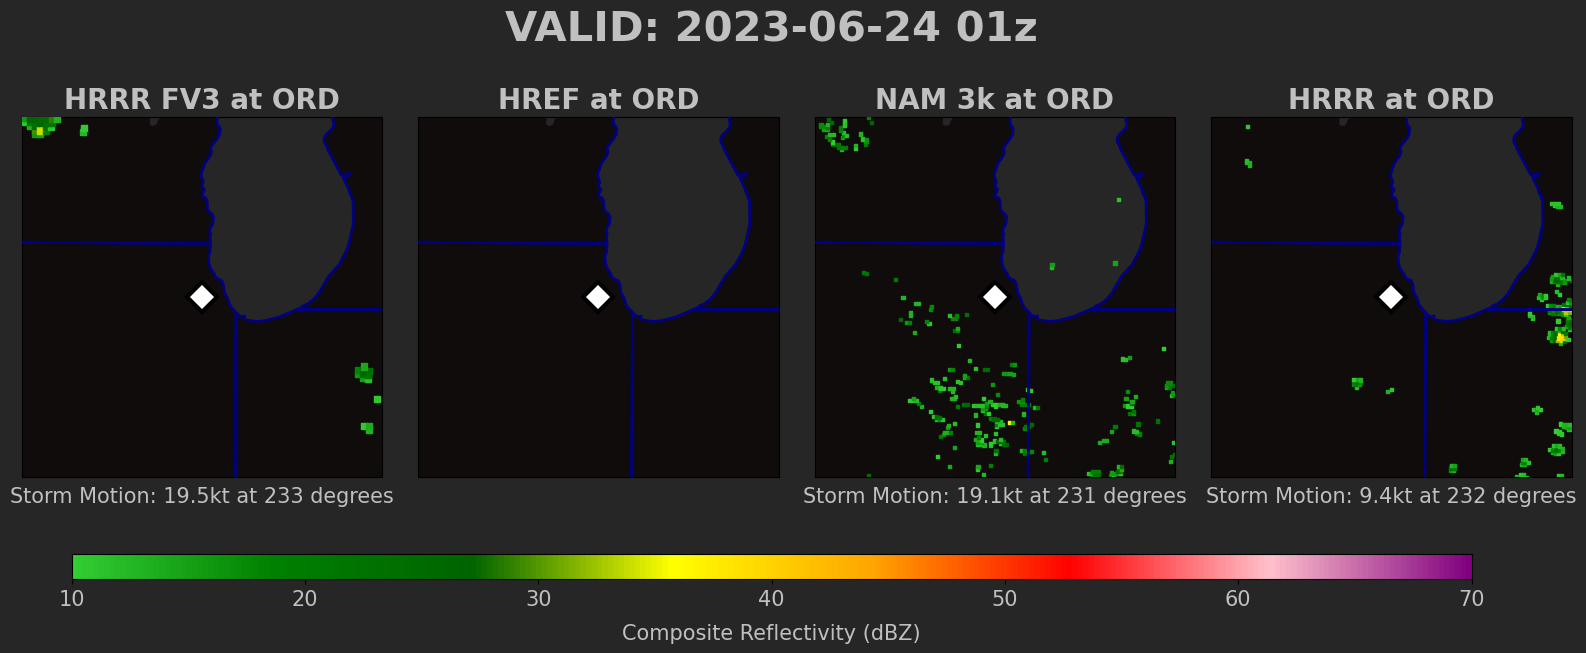 VALID: 2023-06-24 01z
HRRR FV3 at ORD
HREF at ORD
NAM 3k at ORD
HRRR at ORD
Storm Motion: 19.5kt at 233 degrees
Storm Motion: 19.1kt at 231 degrees
Storm Motion: 9.4kt at 232 degrees
10 20 30 40 50 60 70
Composite Reflectivity (dBZ)